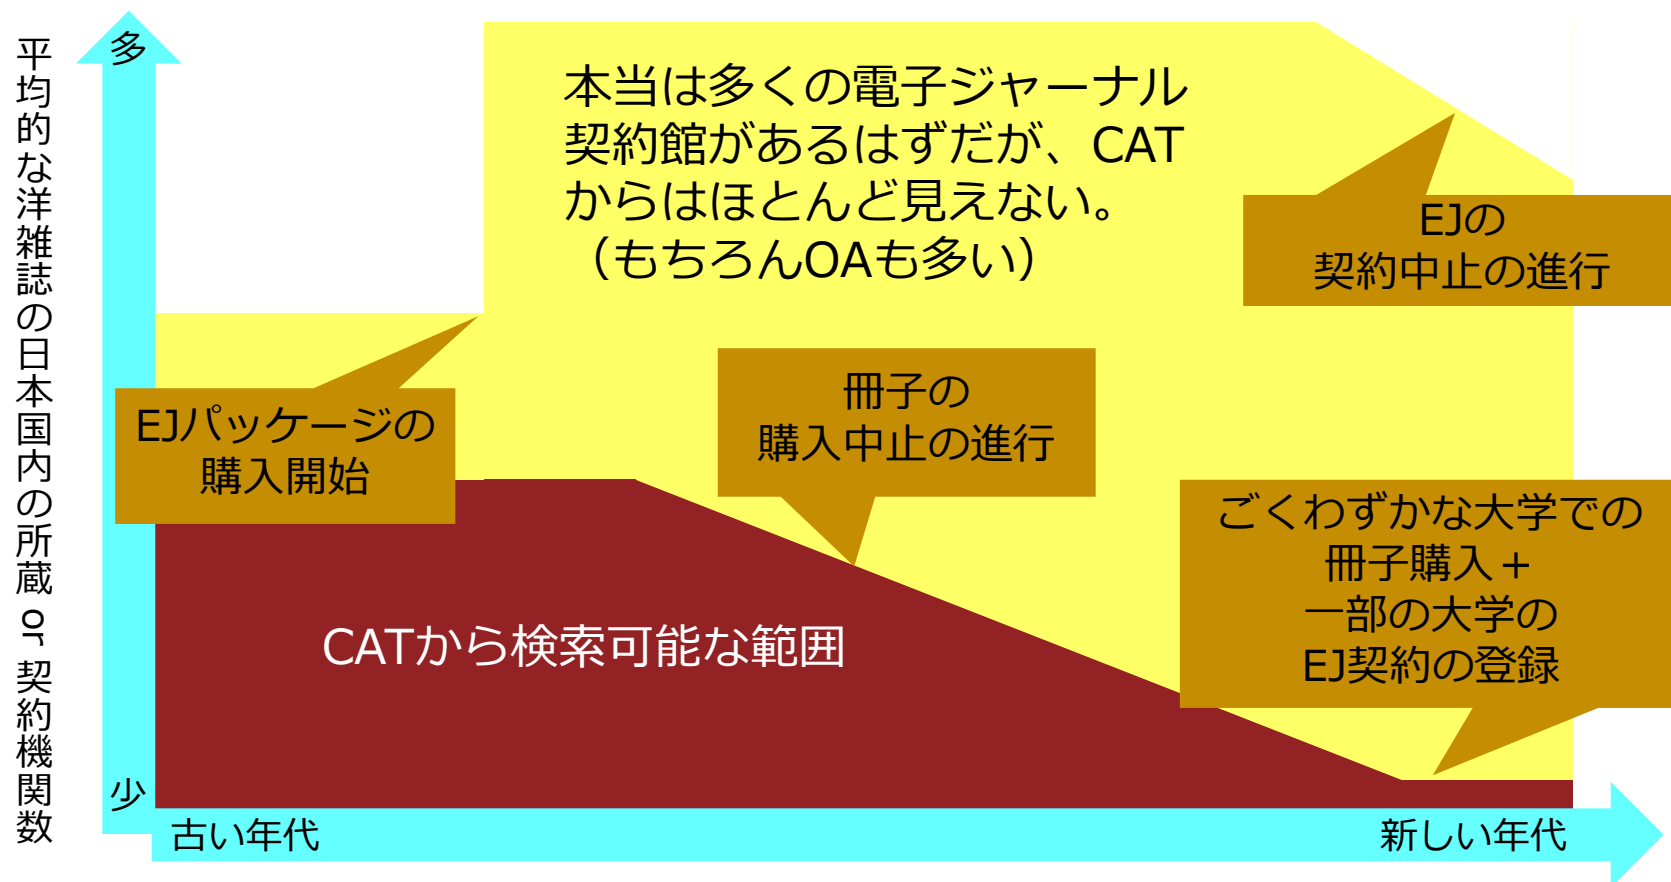 平均的な洋雑誌の日本国内の所蔵 or 契約機関数
多
本当は多くの電子ジャーナル
契約館があるはずだが、CAT
からはほとんど見えない。
（もちろんOAも多い）
EJの
契約中止の進行
EJパッケージの
購入開始
冊子の
購入中止の進行
ごくわずかな大学での
冊子購入＋
一部の大学の
EJ契約の登録
CATから検索可能な範囲
少
古い年代
新しい年代